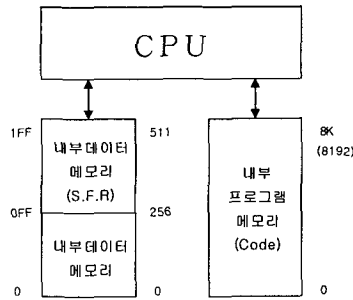 CPU
1FF
내부데이터
메모리
(S.F.R)
511
0FF
256
내부데이터
메모리
0
0
내부
프로그램
메모리
(Code)
8K
(8192)
0